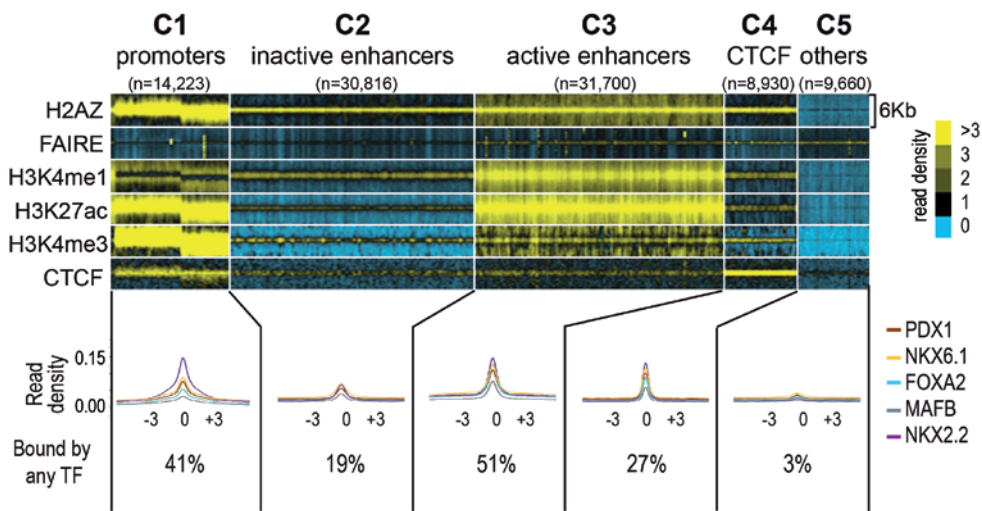 C1 C2 C3 C4 C5
promoters inactive enhancers active enhancers CTCF others
(n=14,223) (n=30,816) (n=31,700) (n=8,930) (n=9,660)
H2AZ
6Kb
FAIRE
H3K4me1
H3K27ac
H3K4me3
CTCF
read density
>3
3
2
1
0
PDX1
NKX6.1
FOXA2
MAFB
NKX2.2
Read
density
0.15
0.00
-3 0 +3 -3 0 +3 -3 0 +3 -3 0 +3 -3 0 +3
Bound by
any TF
41% 19% 51% 27% 3%